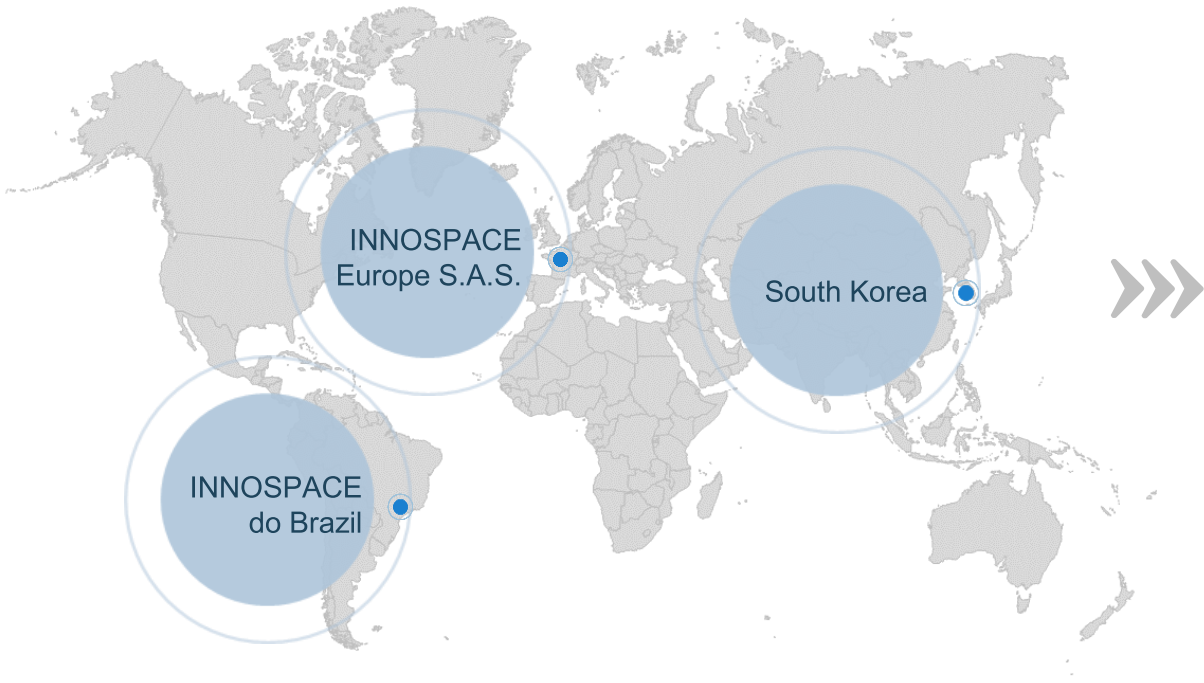 INNOSPACE
Europe S.A.S.
South Korea
INNOSPACE
do Brazil